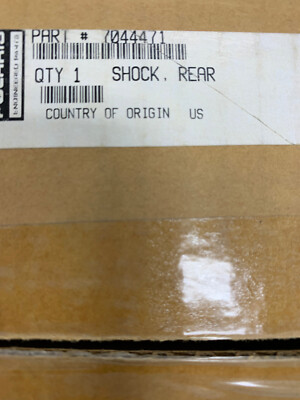 PART # 7044471
QTY 1 SHOCK, REAR
COUNTRY OF ORIGIN US